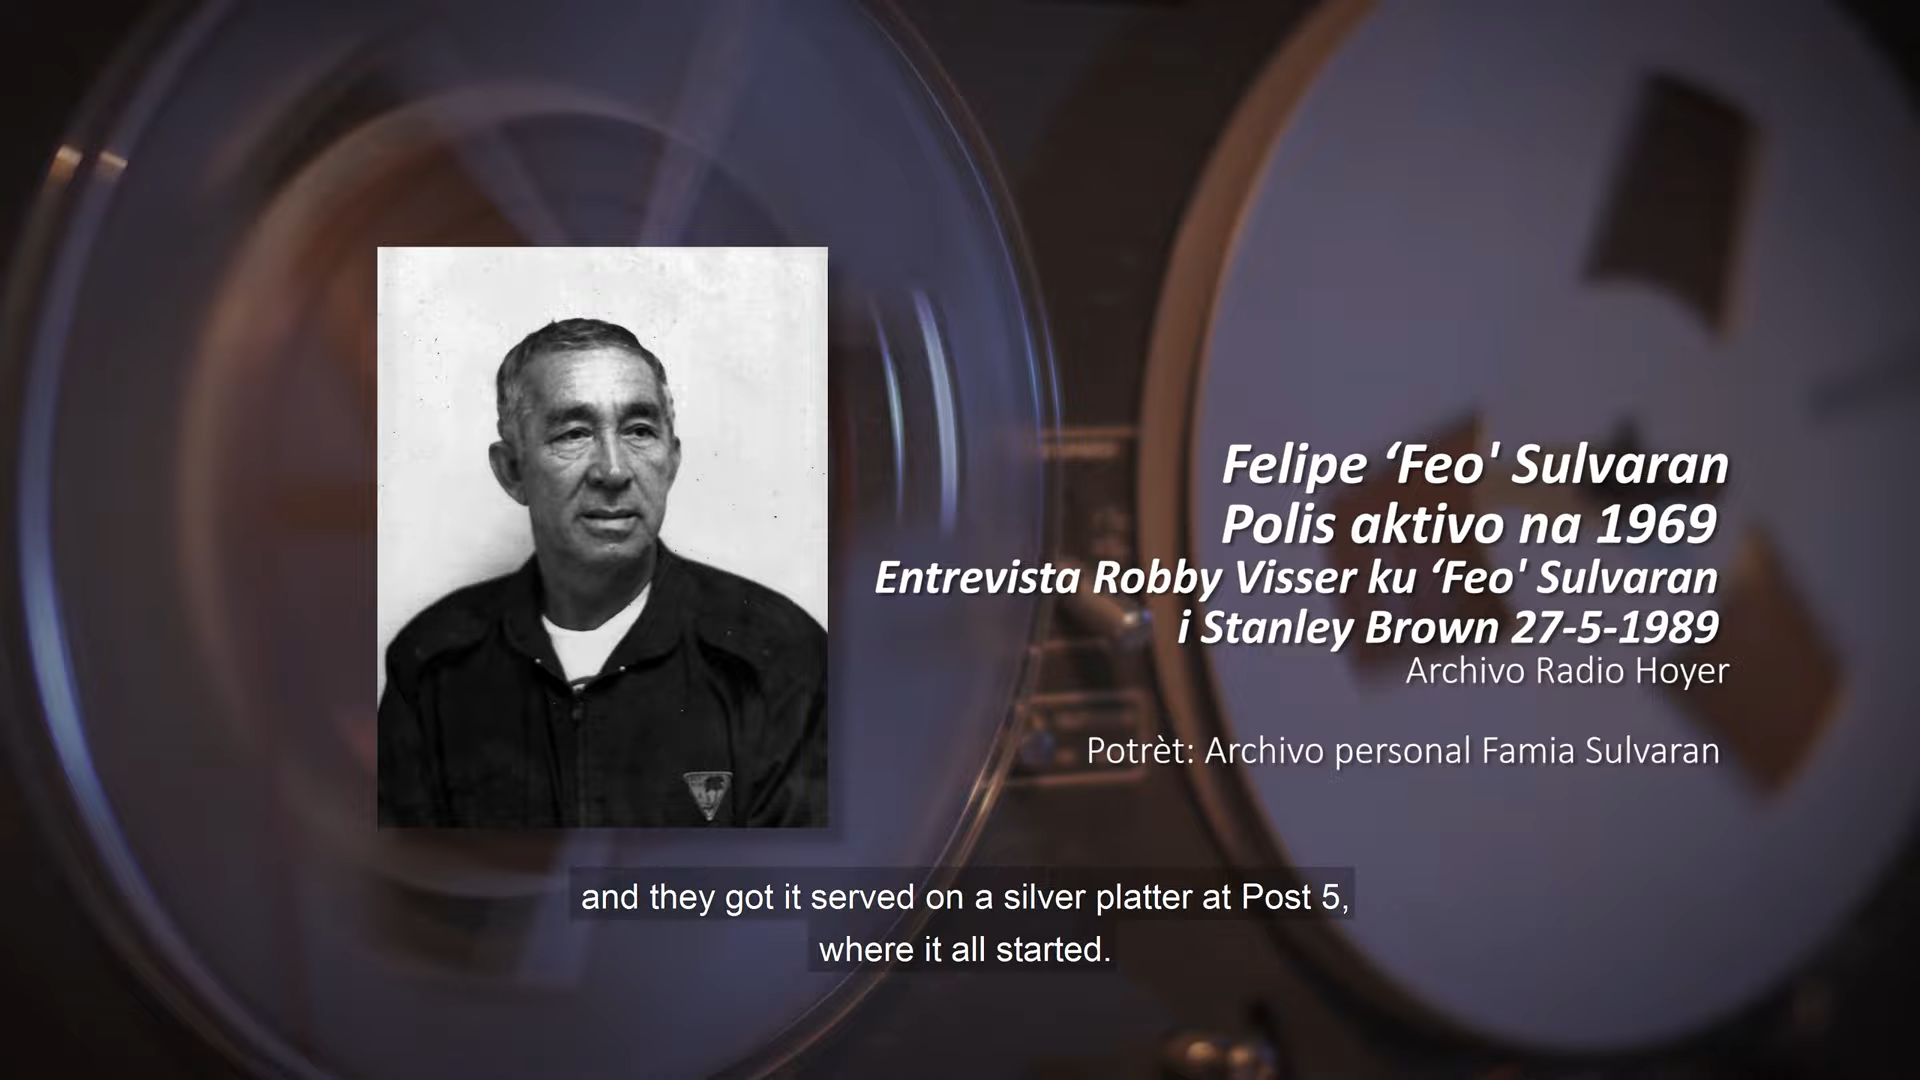 Felipe ‘Feo' Sulvaran
Polis aktivo na 1969
Entrevista Robby Visser ku ‘Feo' Sulvaran
i Stanley Brown 27-5-1989
Archivo Radio Hoyer
Potrèt: Archivo personal Famia Sulvaran
and they got it served on a silver platter at Post 5,
where it all started.